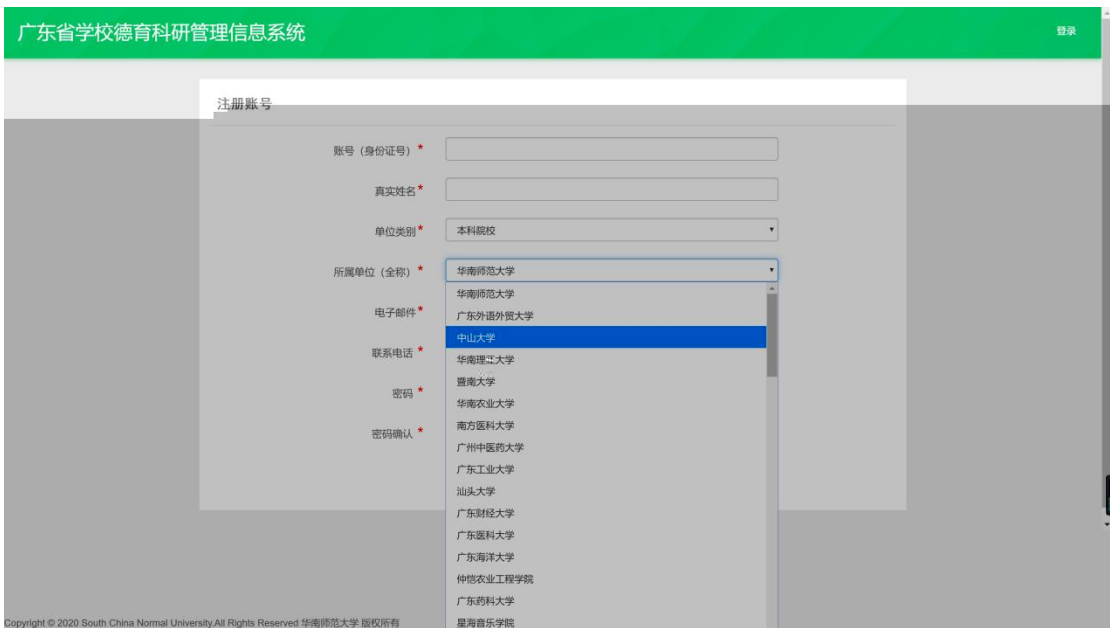 广东省学校德育科研管理信息系统
登录
注册账号
账号（身份证号） *
真实姓名 *
单位类别 * 本科院校
所属单位（全称） * 华南师范大学
华南师范大学
电子邮件 * 广东外语外贸大学
中山大学
联系电话 * 华南理工大学
暨南大学
密码 * 华南农业大学
南方医科大学
密码确认 * 广州中医药大学
广东工业大学
汕头大学
广东财经大学
广东医科大学
广东海洋大学
仲恺农业工程学院
广东药科大学
Copyright © 2020 South China Normal University.All Rights Reserved 华南师范大学 版权所有
星海音乐学院